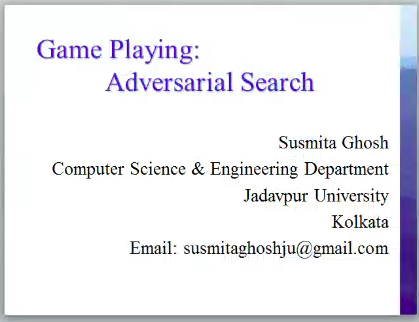 Game Playing:
Adversarial Search
Susmita Ghosh
Computer Science & Engineering Department
Jadavpur University
Kolkata
Email: susmitaghoshju@gmail.com